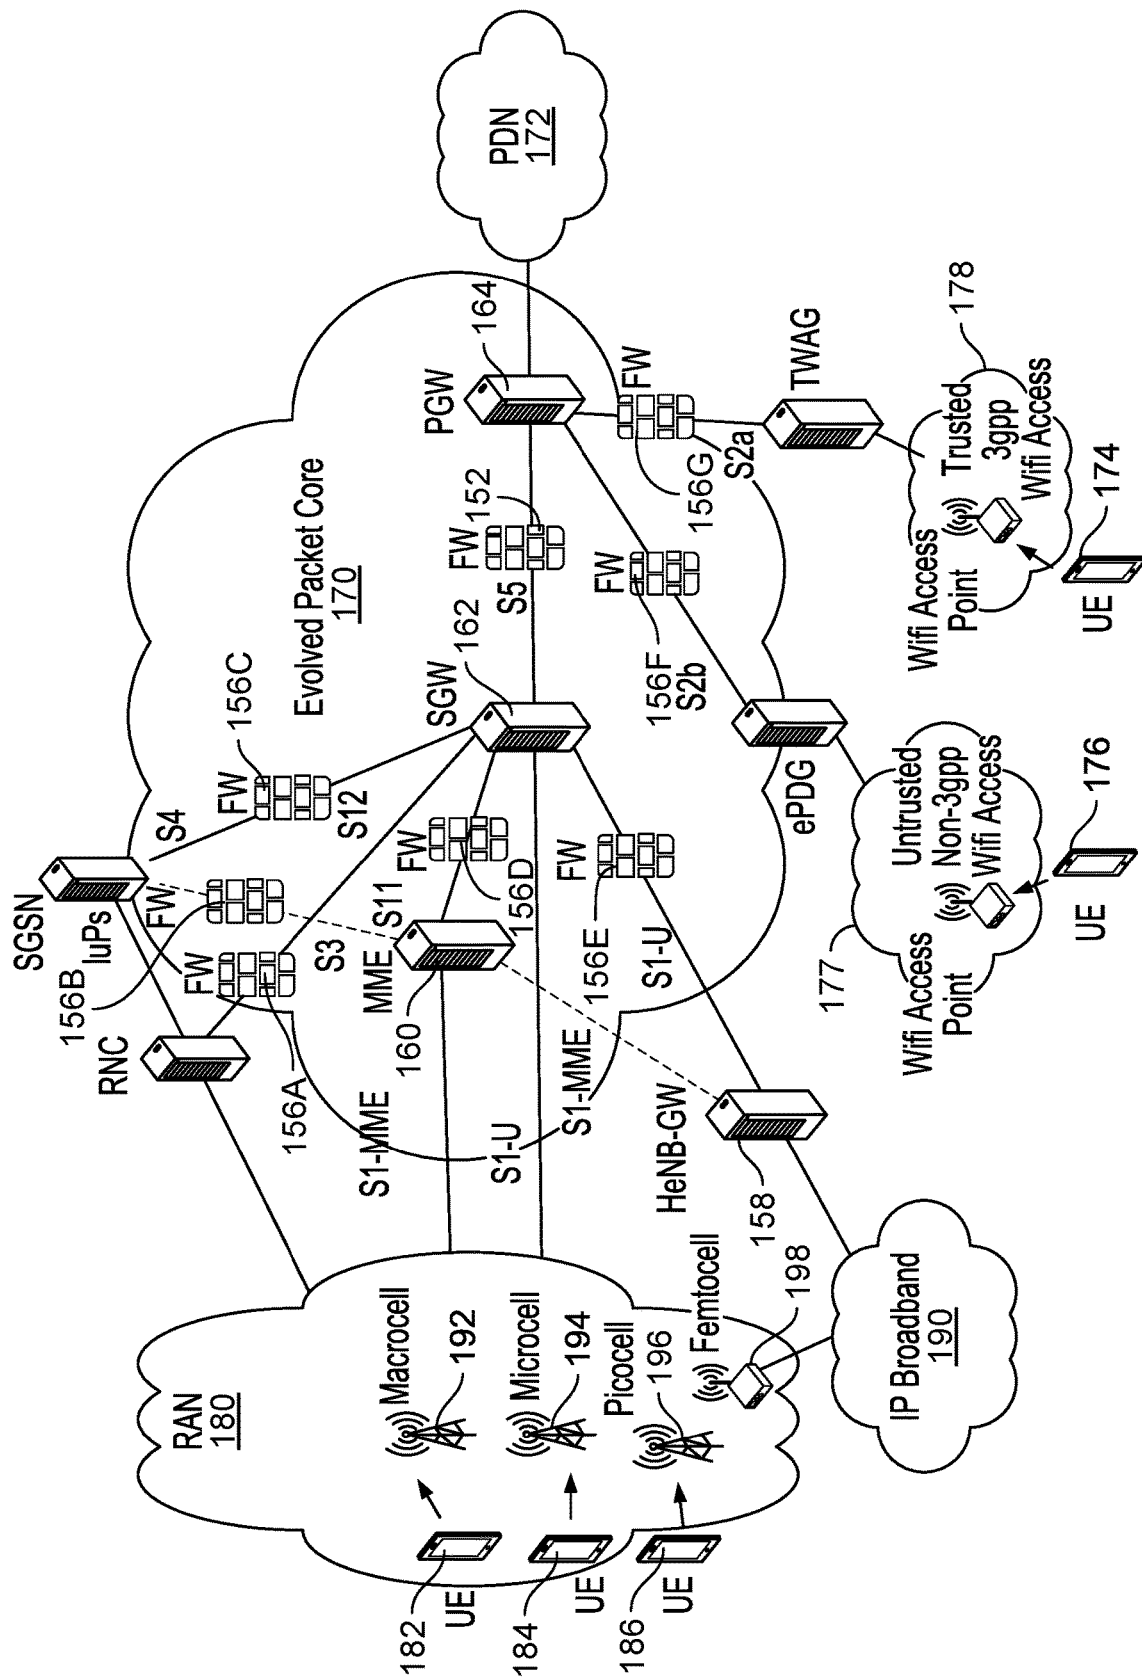 RAN
180
UE
182
UE
184
UE
186
Macrocell
192
Microcell
194
Picocell
196
Femtocell
198
IP Broadband
190
HeNB-GW
158
S1-MME
S1-U
S1-MME
S1-U
SGSN
IuPs
RNC
FW
156A
FW
156B
S3
S4
FW
156C
S12
MME
160
S11
FW
156D
FW
156E
Evolved Packet Core
170
SGW
162
S5
FW
152
PGW
164
PDN
172
FW
156F
S2b
FW
156G
S2a
ePDG
TWAG
177
Untrusted
Non-3gpp
Wifi Access
Wifi Access
Point
UE
176
178
Trusted
3gpp
Wifi Access
Wifi Access
Point
UE
174